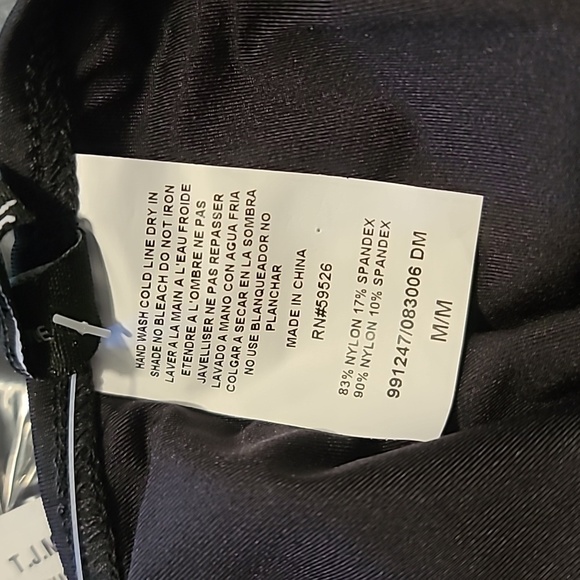 HAND WASH COLD LINE DRY IN
SHADE NO BLEACH DO NOT IRON
LAVER A LA MAIN A L'EAU FROIDE
ETENDRE A L'OMBRE NE PAS
JAVELLISER NE PAS REPASSER
LAVADO A MANO CON AGUA FRIA
COLGAR A SECAR EN LA SOMBRA
NO USE BLANQUEADOR NO
PLANCHAR
MADE IN CHINA
RN#59526
83% NYLON 17% SPANDEX
90% NYLON 10% SPANDEX
991247/083006 DM
M/M